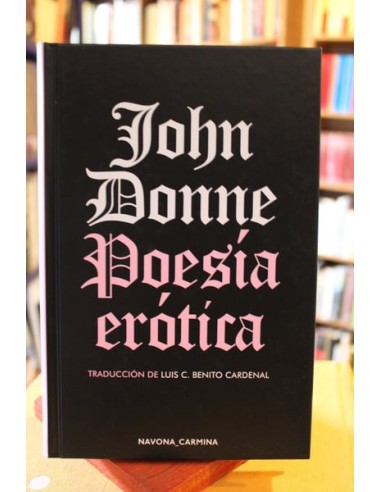 John
Donne
Poesía
erótica
TRADUCCIÓN DE LUIS C. BENITO CARDENAL
NAVONA_CARMINA